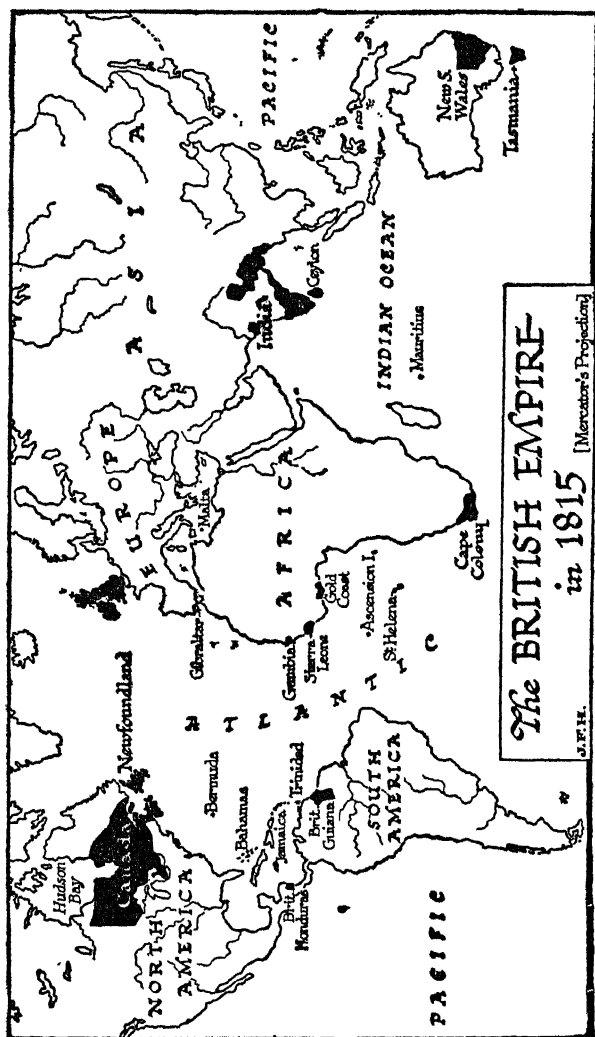 The BRITISH EMPIRE
in 1815 [Mercator's Projection]
J.F.H.
Hudson
Bay
Canada
Newfoundland
NORTH
AMERICA
Bermuda
Bahamas
Jamaica
Trinidad
Brit.
Honduras
Brit.
Guiana
SOUTH
AMERICA
PACIFIC
ATLANTIC
EUROPE
Gibraltar
Malta
AFRICA
Gambia
Sierra
Leone
Gold
Coast
Ascension I.
St Helena
Cape
Colony
ASIA
India
Ceylon
INDIAN OCEAN
Mauritius
PACIFIC
New S.
Wales
Tasmania